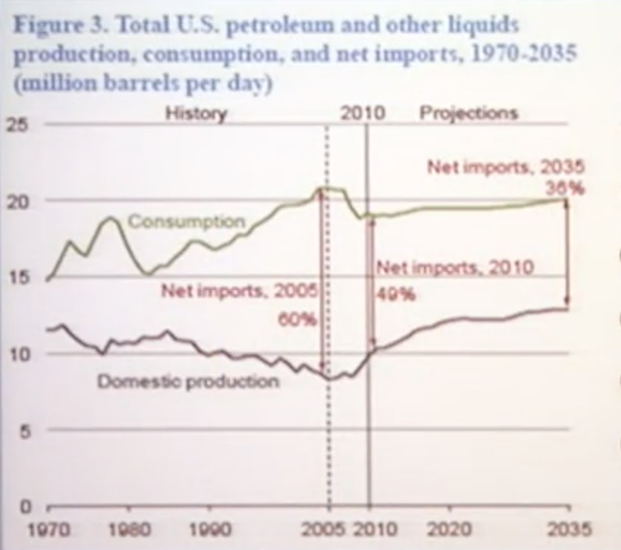 Figure 3. Total U.S. petroleum and other liquids
production, consumption, and net imports, 1970-2035
(million barrels per day)
History 2010 Projections
25
Net imports, 2035
36%
20
Consumption
Net imports, 2010
15
Net imports, 2005
49%
60%
10
Domestic production
5
0
1970 1980 1990 2005 2010 2020 2035